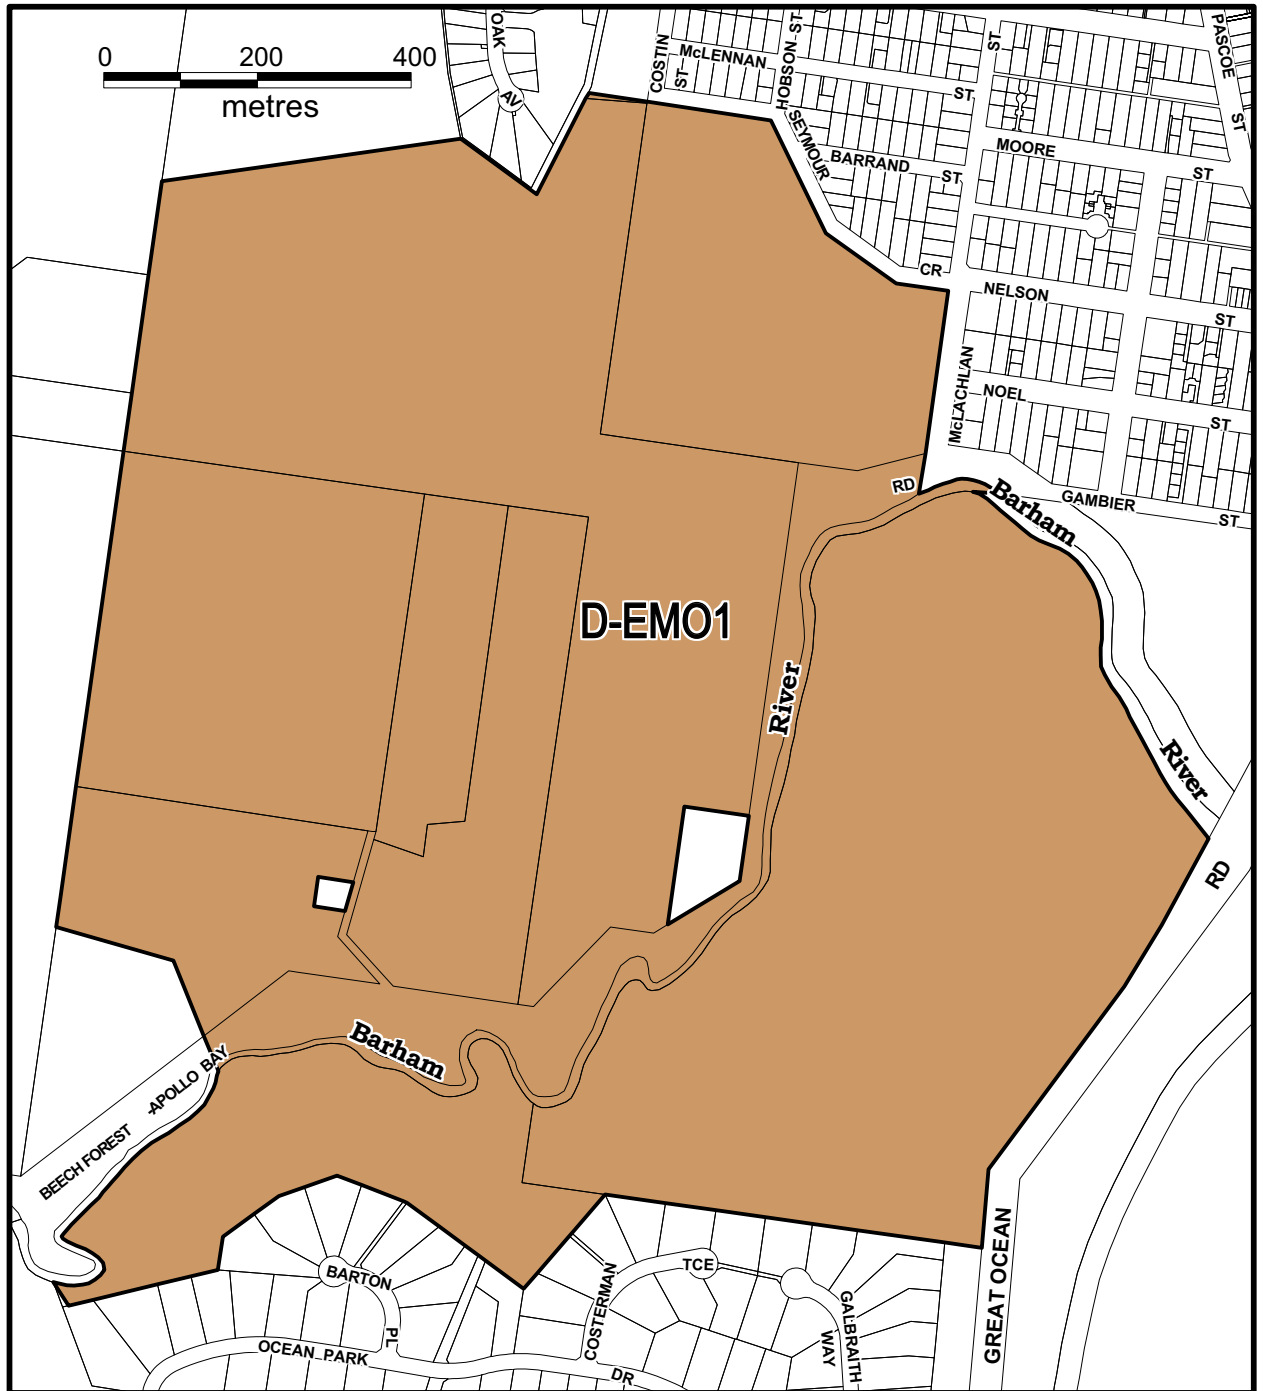 0 200 400
metres
OAK
AV
COSTIN
ST
McLENNAN
ST
HOBSON ST
ST
PASCOE
ST
SEYMOUR
CR
BARRAND
ST
MOORE
ST
NELSON
ST
McLACHLAN
NOEL
ST
GAMBIER
ST
RD
Barham
River
D-EMO1
River
Barham
RD
BEECH FOREST -APOLLO BAY
GREAT OCEAN
BARTON
PL
OCEAN PARK
DR
COSTERMAN
TCE
GALBRAITH
WAY